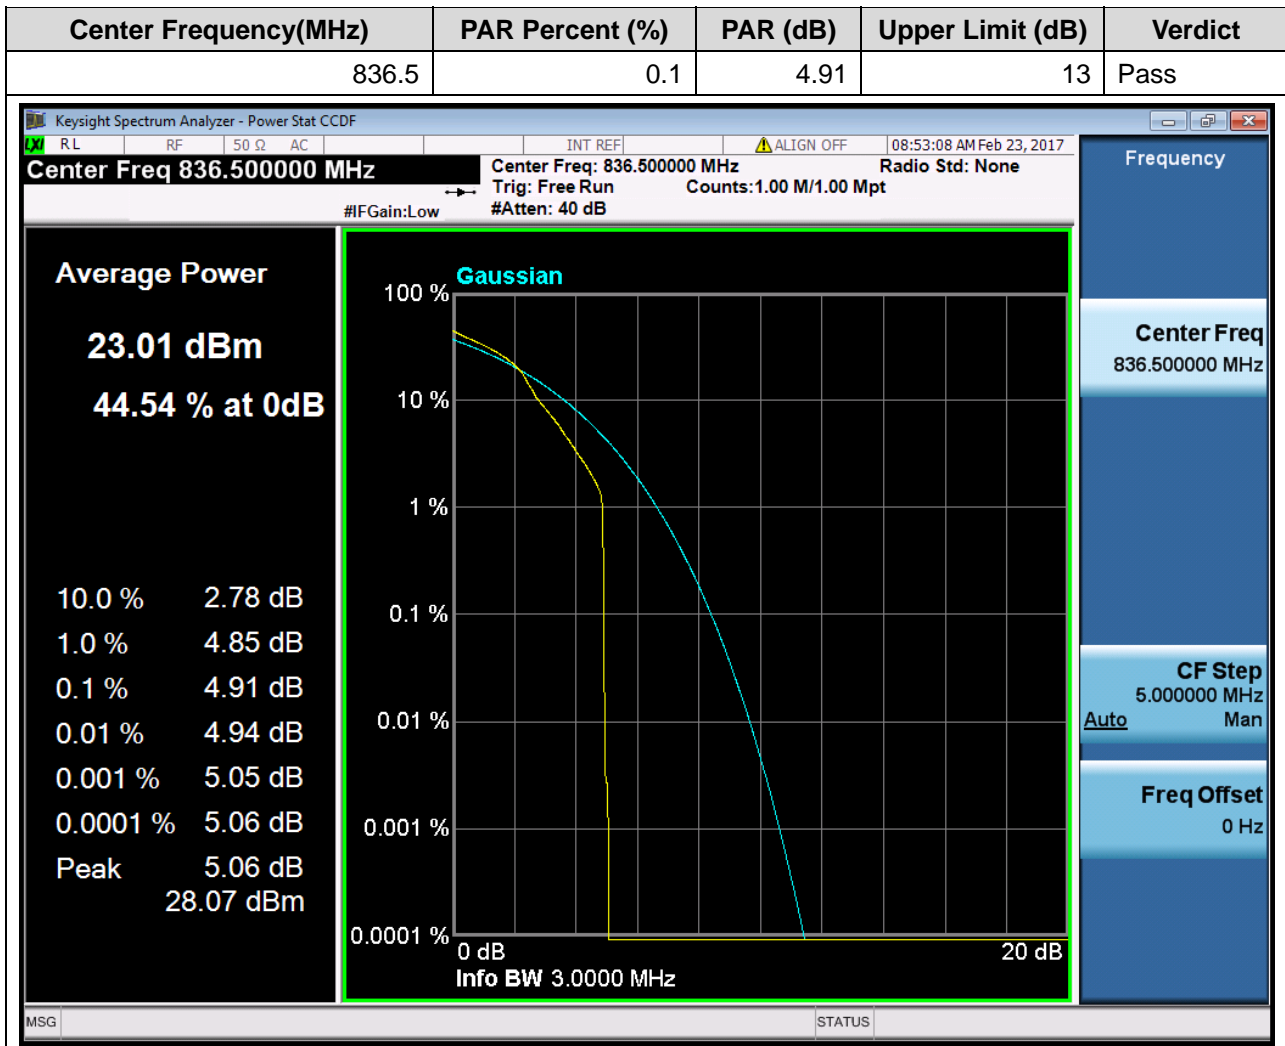 Center Frequency(MHz) PAR Percent (%) PAR (dB) Upper Limit (dB) Verdict
836.5 0.1 4.91 13 Pass
Keysight Spectrum Analyzer - Power Stat CCDF
LXI RL RF 50 Ω AC INT REF ALIGN OFF 08:53:08 AM Feb 23, 2017
Center Freq 836.500000 MHz
Center Freq: 836.500000 MHz Radio Std: None
Trig: Free Run Counts:1.00 M/1.00 Mpt
#IFGain:Low #Atten: 40 dB
Average Power
23.01 dBm
44.54 % at 0dB
10.0 % 2.78 dB
1.0 % 4.85 dB
0.1 % 4.91 dB
0.01 % 4.94 dB
0.001 % 5.05 dB
0.0001 % 5.06 dB
Peak 5.06 dB
28.07 dBm
Gaussian
100 %
10 %
1 %
0.1 %
0.01 %
0.001 %
0.0001 %
0 dB 20 dB
Info BW 3.0000 MHz
Frequency
Center Freq
836.500000 MHz
CF Step
5.000000 MHz
Auto Man
Freq Offset
0 Hz
MSG STATUS